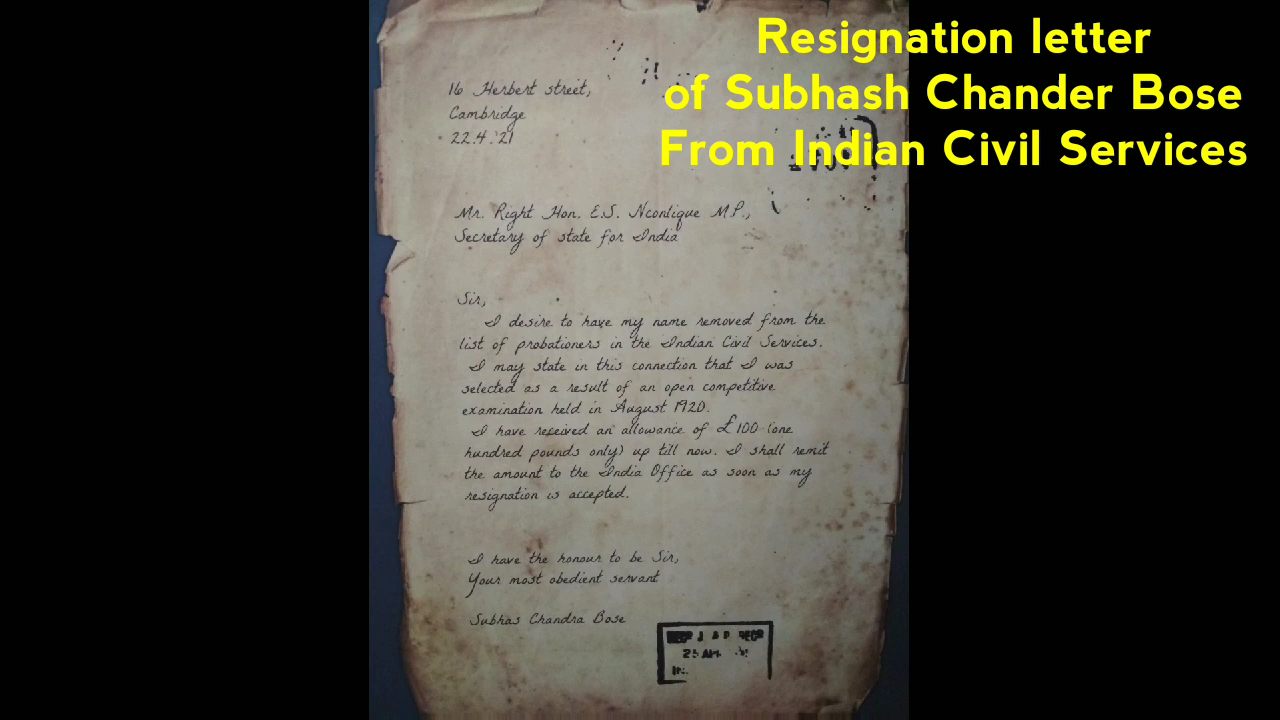 Resignation letter
of Subhash Chander Bose
From Indian Civil Services
16 Herbert street,
Cambridge
22.4.'21
Mr. Right Hon. E.S. Nconlique M.P.,
Secretary of state for India
Sir,
I desire to have my name removed from the
list of probationers in the Indian Civil Services.
I may state in this connection that I was
selected as a result of an open competitive
examination held in August 1920.
I have received an allowance of £100 (one
hundred pounds only) up till now. I shall remit
the amount to the India Office as soon as my
resignation is accepted.
I have the honour to be Sir,
Your most obedient servant
Subhas Chandra Bose